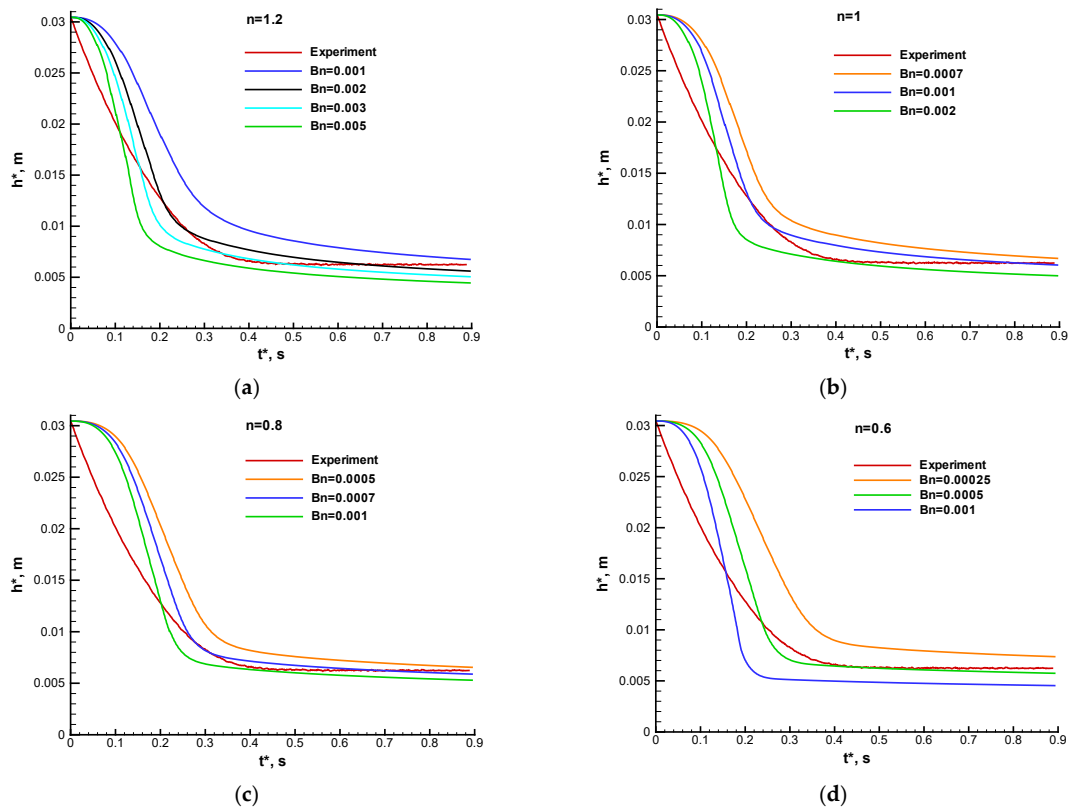 n=1.2
Experiment
Bn=0.001
Bn=0.002
Bn=0.003
Bn=0.005
h*, m
0.03
0.025
0.02
0.015
0.01
0.005
0
0 0.1 0.2 0.3 0.4 0.5 0.6 0.7 0.8 0.9
t*, s
(a)
n=1
Experiment
Bn=0.0007
Bn=0.001
Bn=0.002
h*, m
0.03
0.025
0.02
0.015
0.01
0.005
0
0 0.1 0.2 0.3 0.4 0.5 0.6 0.7 0.8 0.9
t*, s
(b)
n=0.8
Experiment
Bn=0.0005
Bn=0.0007
Bn=0.001
h*, m
0.03
0.025
0.02
0.015
0.01
0.005
0
0 0.1 0.2 0.3 0.4 0.5 0.6 0.7 0.8 0.9
t*, s
(c)
n=0.6
Experiment
Bn=0.00025
Bn=0.0005
Bn=0.001
h*, m
0.03
0.025
0.02
0.015
0.01
0.005
0
0 0.1 0.2 0.3 0.4 0.5 0.6 0.7 0.8 0.9
t*, s
(d)